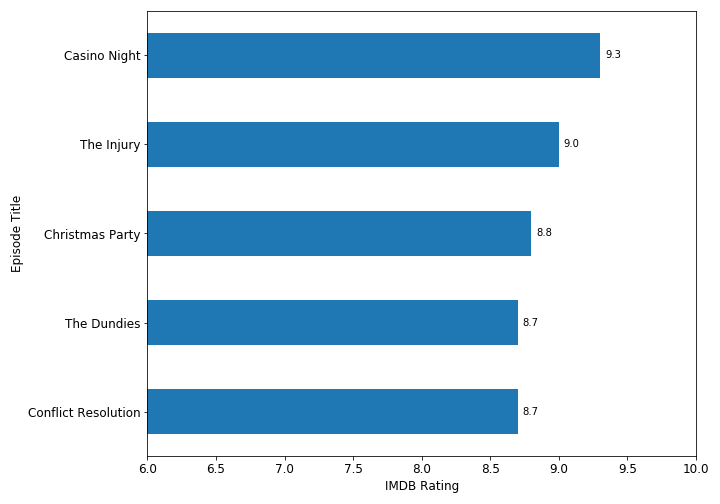 Casino Night
9.3
The Injury
9.0
Christmas Party
8.8
The Dundies
8.7
Conflict Resolution
8.7
Episode Title
6.0 6.5 7.0 7.5 8.0 8.5 9.0 9.5 10.0
IMDB Rating